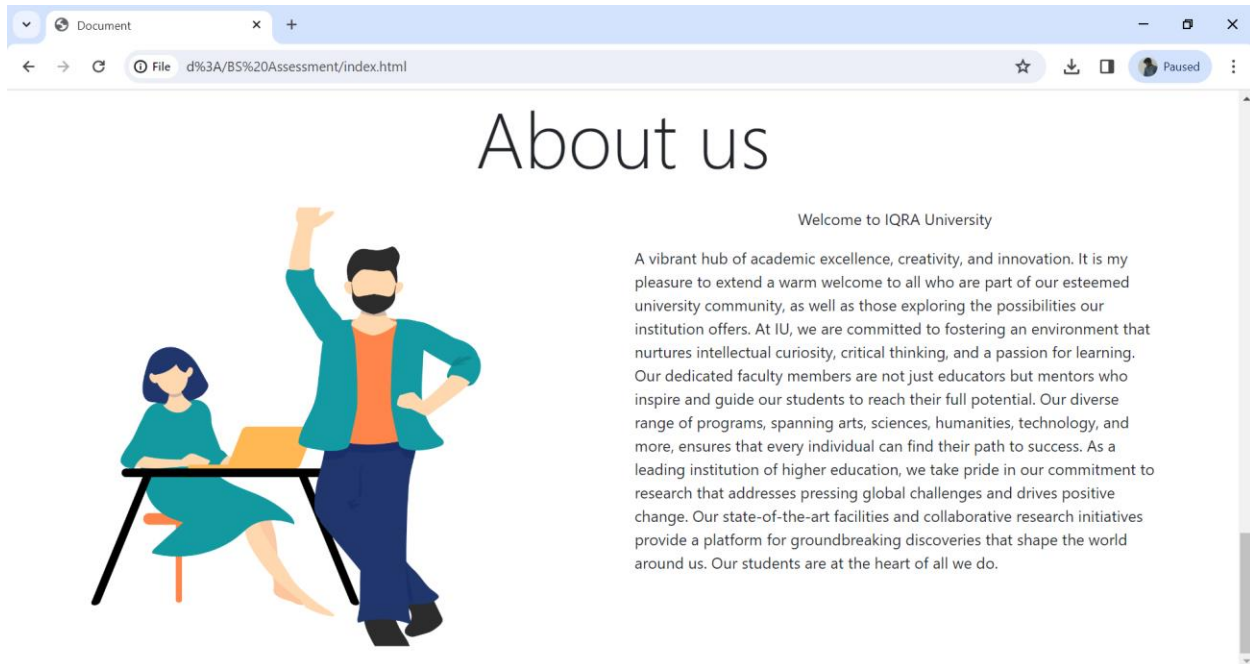 Document
File d%3A/BS%20Assessment/index.html
Paused
About us
Welcome to IQRA University
A vibrant hub of academic excellence, creativity, and innovation. It is my
pleasure to extend a warm welcome to all who are part of our esteemed
university community, as well as those exploring the possibilities our
institution offers. At IU, we are committed to fostering an environment that
nurtures intellectual curiosity, critical thinking, and a passion for learning.
Our dedicated faculty members are not just educators but mentors who
inspire and guide our students to reach their full potential. Our diverse
range of programs, spanning arts, sciences, humanities, technology, and
more, ensures that every individual can find their path to success. As a
leading institution of higher education, we take pride in our commitment to
research that addresses pressing global challenges and drives positive
change. Our state-of-the-art facilities and collaborative research initiatives
provide a platform for groundbreaking discoveries that shape the world
around us. Our students are at the heart of all we do.